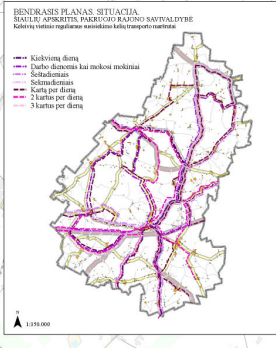 BENDRASIS PLANAS. SITUACIJA.
ŠIAULIŲ APSKRITIS, PAKRUOJO RAJONO SAVIVALDYBĖ
Keleivių vietinio reguliaraus susisiekimo kelių transporto maršrutai
Kiekvieną dieną
Darbo dienomis kai mokosi mokiniai
Šeštadieniais
Sekmadieniais
Kartą per dieną
2 kartus per dieną
3 kartus per dieną
N
1:350.000